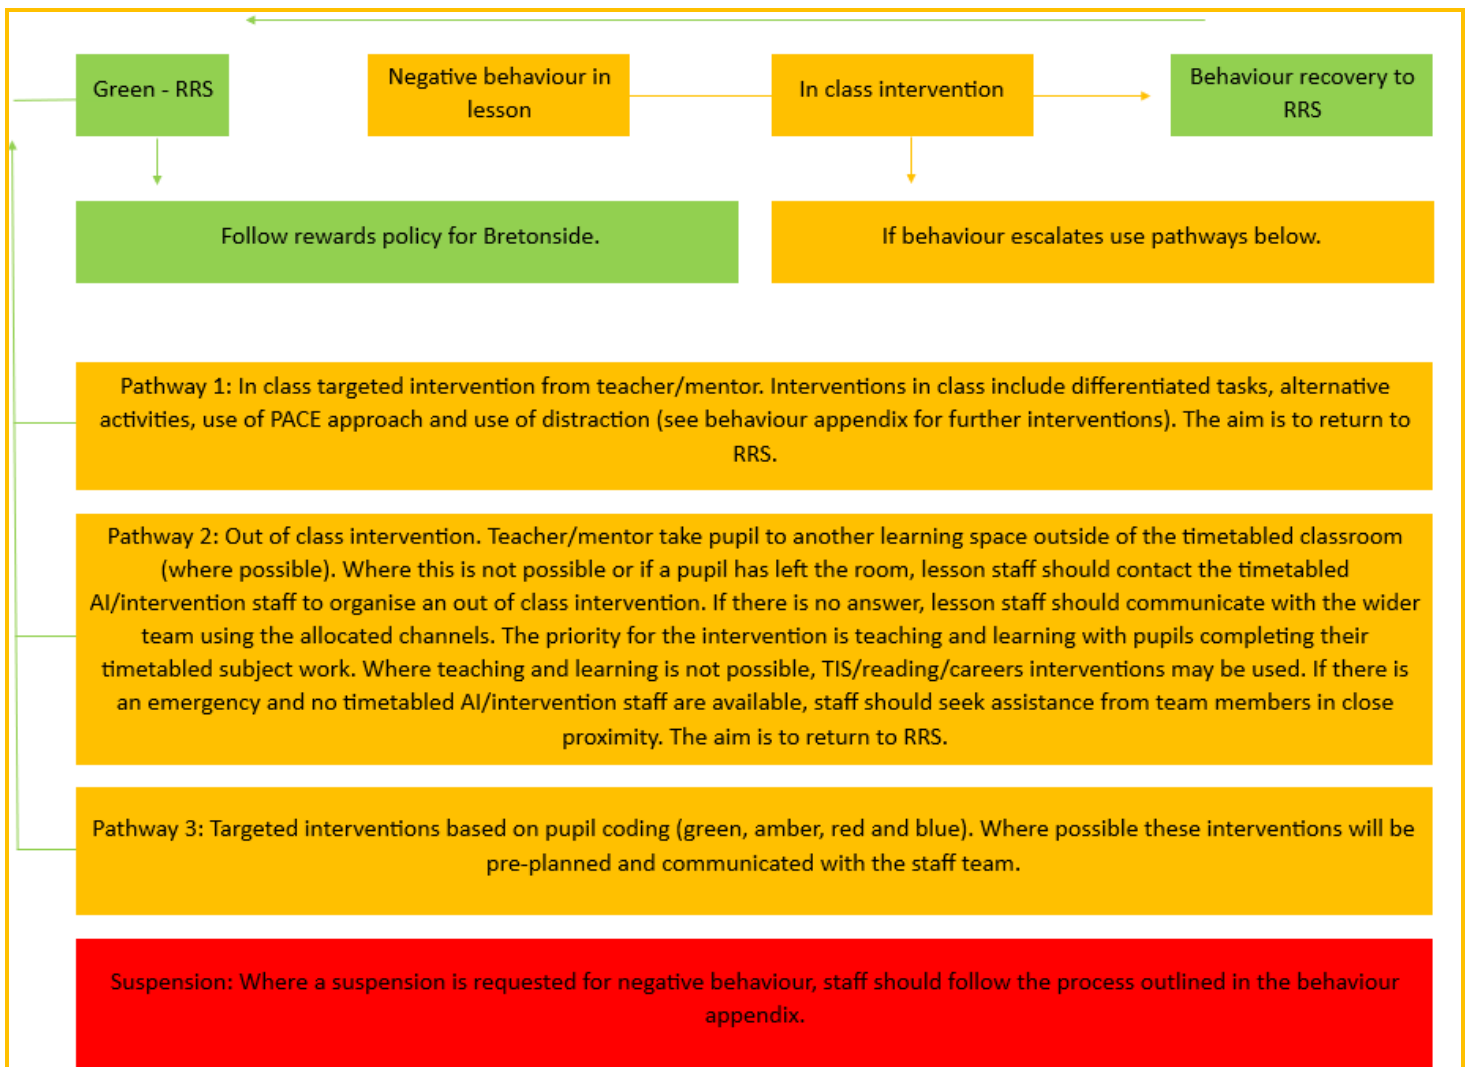 Green - RRS
Negative behaviour in
lesson
In class intervention
Behaviour recovery to
RRS
Follow rewards policy for Bretonside.
If behaviour escalates use pathways below.
Pathway 1: In class targeted intervention from teacher/mentor. Interventions in class include differentiated tasks, alternative
activities, use of PACE approach and use of distraction (see behaviour appendix for further interventions). The aim is to return to
RRS.
Pathway 2: Out of class intervention. Teacher/mentor take pupil to another learning space outside of the timetabled classroom
(where possible). Where this is not possible or if a pupil has left the room, lesson staff should contact the timetabled
AI/intervention staff to organise an out of class intervention. If there is no answer, lesson staff should communicate with the wider
team using the allocated channels. The priority for the intervention is teaching and learning with pupils completing their
timetabled subject work. Where teaching and learning is not possible, TIS/reading/careers interventions may be used. If there is
an emergency and no timetabled AI/intervention staff are available, staff should seek assistance from team members in close
proximity. The aim is to return to RRS.
Pathway 3: Targeted interventions based on pupil coding (green, amber, red and blue). Where possible these interventions will be
pre-planned and communicated with the staff team.
Suspension: Where a suspension is requested for negative behaviour, staff should follow the process outlined in the behaviour
appendix.